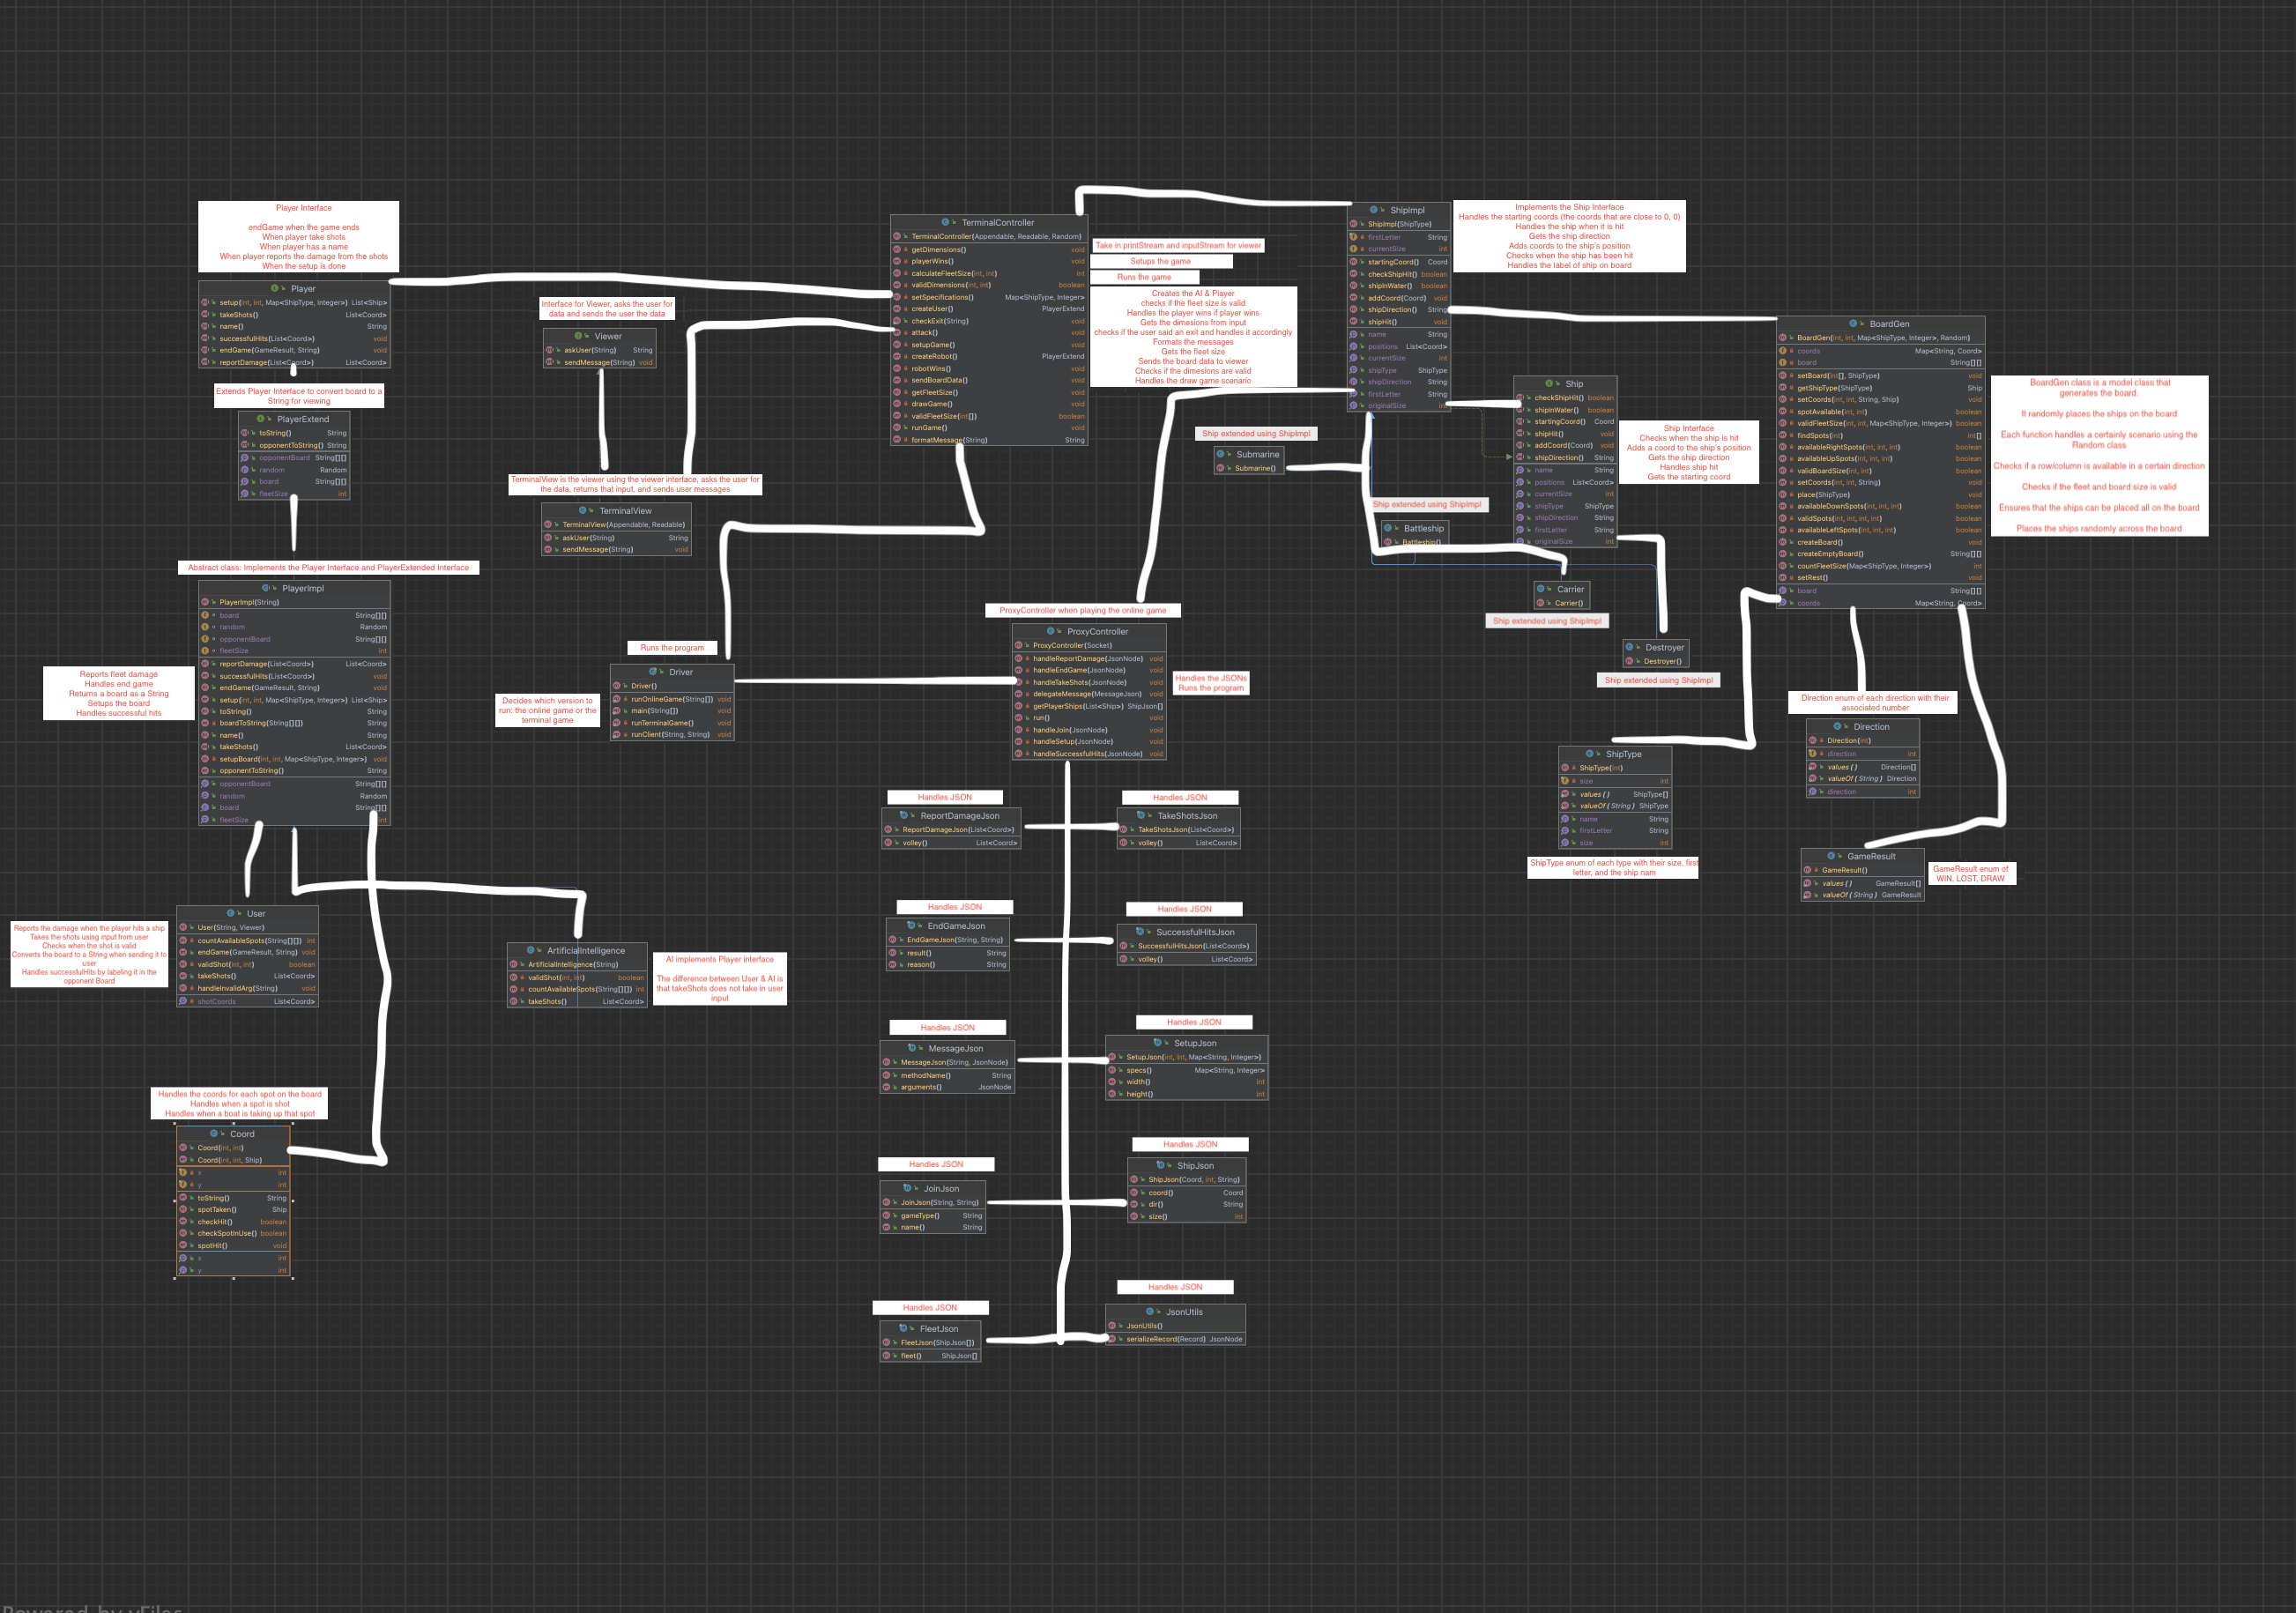 Player Interface
endGame when the game ends
When player take shots
When player has a name
When player reports the damage from the shots
When the setup is done
Player
setup(int, int, Map<ShipType, Integer>) List<Ship>
takeShots() List<Coord>
name() String
successfulHits(List<Coord>) void
endGame(GameResult, String) void
reportDamage(List<Coord>) List<Coord>
Extends Player Interface to convert board to a
String for viewing
PlayerExtend
toString() String
opponentToString() String
opponentBoard String[][]
random Random
board String[][]
fleetSize int
Abstract class: Implements the Player Interface and PlayerExtended Interface
PlayerImpl
PlayerImpl(String)
board String[][]
random Random
opponentBoard String[][]
fleetSize int
reportDamage(List<Coord>) List<Coord>
successfulHits(List<Coord>) void
endGame(GameResult, String) void
setup(int, int, Map<ShipType, Integer>) List<Ship>
toString() String
boardToString(String[][]) String
name() String
takeShots() List<Coord>
setupBoard(int, int, Map<ShipType, Integer>) void
opponentToString() String
opponentBoard String[][]
random Random
board String[][]
fleetSize int
Reports fleet damage
Handles end game
Returns a board as a String
Setups the board
Handles successful hits
User
User(String, Viewer)
countAvailableSpots(String[][]) int
endGame(GameResult, String) void
validShot(int, int) boolean
takeShots() List<Coord>
handleInvalidArg(String) void
shotCoords List<Coord>
Reports the damage when the player hits a ship
Takes the shots using input from user
Checks when the shot is valid
Converts the board to a String when sending it to
user
Handles successfulHits by labeling it in the
opponent Board
ArtificialIntelligence
ArtificialIntelligence(String)
validShot(int, int) boolean
countAvailableSpots(String[][]) int
takeShots() List<Coord>
AI implements Player interface
The difference between User & AI is
that takeShots does not take in user
input
Handles the coords for each spot on the board
Handles when a spot is shot
Handles when a boat is taking up that spot
Coord
Coord(int, int)
Coord(int, int, Ship)
x int
y int
toString() String
spotTaken() Ship
checkHit() boolean
checkSpotInUse() boolean
spotHit() void
x int
y int
Interface for Viewer, asks the user for
data and sends the user the data
Viewer
askUser(String) String
sendMessage(String) void
TerminalView is the viewer using the viewer interface, asks the user for
the data, returns that input, and sends user messages
TerminalView
TerminalView(Appendable, Readable)
askUser(String) String
sendMessage(String) void
Runs the program
Driver
Driver()
runOnlineGame(String[]) void
main(String[]) void
runTerminalGame() void
runClient(String, String) void
Decides which version to
run: the online game or the
terminal game
TerminalController
TerminalController(Appendable, Readable, Random)
getDimensions() void
playerWins() void
calculateFleetSize(int, int) int
validDimensions(int, int) boolean
setSpecifications() Map<ShipType, Integer>
createUser() PlayerExtend
checkExit(String) void
attack() void
setupGame() void
createRobot() PlayerExtend
robotWins() void
sendBoardData() void
getFleetSize() void
drawGame() void
validFleetSize(int[]) boolean
runGame() void
formatMessage(String) String
Take in printStream and inputStream for viewer
Setups the game
Runs the game
Creates the AI & Player
checks if the fleet size is valid
Handles the player wins if player wins
Gets the dimesions from input
checks if the user said an exit and handles it accordingly
Formats the messages
Gets the fleet size
Sends the board data to viewer
Checks if the dimesions are valid
Handles the draw game scenario
ProxyController when playing the online game
ProxyController
ProxyController(Socket)
handleReportDamage(JsonNode) void
handleEndGame(JsonNode) void
handleTakeShots(JsonNode) void
delegateMessage(MessageJson) void
getPlayerShips(List<Ship>) ShipJson[]
run() void
handleJoin(JsonNode) void
handleSetup(JsonNode) void
handleSuccessfulHits(JsonNode) void
Handles the JSONs
Runs the program
Handles JSON
ReportDamageJson
ReportDamageJson(List<Coord>)
volley() List<Coord>
Handles JSON
TakeShotsJson
TakeShotsJson(List<Coord>)
volley() List<Coord>
Handles JSON
EndGameJson
EndGameJson(String, String)
result() String
reason() String
Handles JSON
SuccessfulHitsJson
SuccessfulHitsJson(List<Coord>)
volley() List<Coord>
Handles JSON
MessageJson
MessageJson(String, JsonNode)
methodName() String
arguments() JsonNode
Handles JSON
SetupJson
SetupJson(int, int, Map<String, Integer>)
specs() Map<String, Integer>
width() int
height() int
Handles JSON
JoinJson
JoinJson(String, String)
gameType() String
name() String
Handles JSON
ShipJson
ShipJson(Coord, int, String)
coord() Coord
dir() String
size() int
Handles JSON
FleetJson
FleetJson(ShipJson[])
fleet() ShipJson[]
Handles JSON
JsonUtils
JsonUtils()
serializeRecord(Record) JsonNode
ShipImpl
ShipImpl(ShipType)
firstLetter String
currentSize int
startingCoord() Coord
checkShipHit() boolean
shipInWater() boolean
addCoord(Coord) void
shipDirection() String
shipHit() void
name String
positions List<Coord>
currentSize int
shipType ShipType
shipDirection String
firstLetter String
originalSize int
Implements the Ship Interface
Handles the starting coords (the coords that are close to 0, 0)
Handles the ship when it is hit
Gets the ship direction
Adds coords to the ship's position
Checks when the ship has been hit
Handles the label of ship on board
Ship extended using ShipImpl
Submarine
Submarine()
Ship extended using ShipImpl
Battleship
Battleship()
Ship
checkShipHit() boolean
shipInWater() boolean
startingCoord() Coord
shipHit() void
addCoord(Coord) void
shipDirection() String
name String
positions List<Coord>
currentSize int
shipType ShipType
shipDirection String
firstLetter String
originalSize int
Ship Interface
Checks when the ship is hit
Adds a coord to the ship's position
Gets the ship direction
Handles ship hit
Gets the starting coord
Carrier
Carrier()
Ship extended using ShipImpl
Destroyer
Destroyer()
Ship extended using ShipImpl
BoardGen
BoardGen(int, int, Map<ShipType, Integer>, Random)
coords Map<String, Coord>
board String[][]
setBoard(int[], ShipType) void
getShipType(ShipType) Ship
setCoords(int, int, String, Ship) void
spotAvailable(int, int) boolean
validFleetSize(int, int, Map<ShipType, Integer>) boolean
findSpots(int) int[]
availableRightSpots(int, int, int) boolean
availableUpSpots(int, int, int) boolean
validBoardSize(int, int) boolean
setCoords(int, int, String) void
place(ShipType) void
availableDownSpots(int, int, int) boolean
validSpots(int, int, int, int) boolean
availableLeftSpots(int, int, int) boolean
createBoard() void
createEmptyBoard() String[][]
countFleetSize(Map<ShipType, Integer>) int
setRest() void
board String[][]
coords Map<String, Coord>
BoardGen class is a model class that
generates the board.
It randomly places the ships on the board
Each function handles a certainly scenario using the
Random class
Checks if a row/column is available in a certain direction
Checks if the fleet and board size is valid
Ensures that the ships can be placed all on the board
Places the ships randomly across the board
Direction enum of each direction with their
associated number
Direction
Direction(int)
direction int
values() Direction[]
valueOf(String) Direction
direction int
ShipType
ShipType(int)
size int
values() ShipType[]
valueOf(String) ShipType
name String
firstLetter String
size int
ShipType enum of each type with their size, first
letter, and the ship nam
GameResult
GameResult()
values() GameResult[]
valueOf(String) GameResult
GameResult enum of
WIN, LOST, DRAW
Powered by yFiles